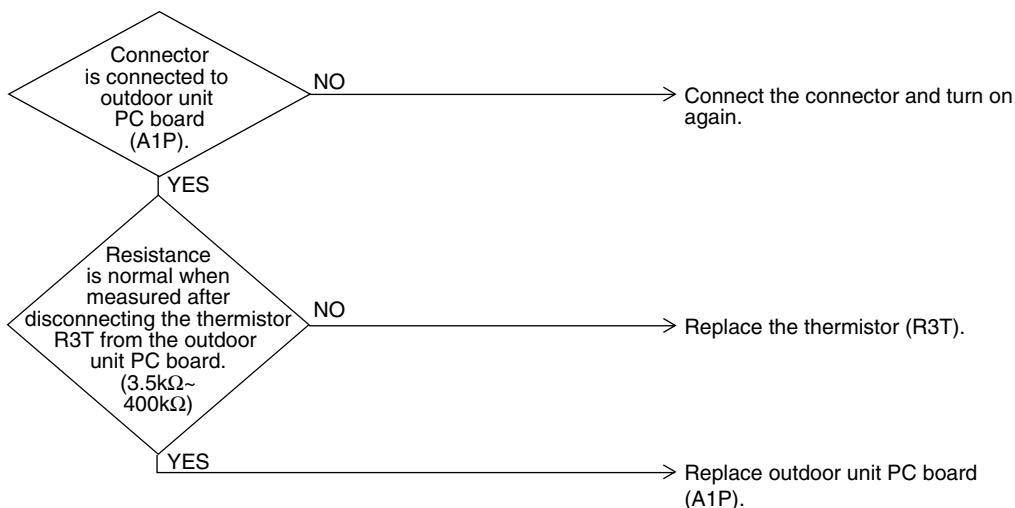 Connector
is connected to
outdoor unit
PC board
(A1P).
NO
Connect the connector and turn on
again.
YES
Resistance
is normal when
measured after
disconnecting the thermistor
R3T from the outdoor
unit PC board.
(3.5kΩ~
400kΩ)
NO
Replace the thermistor (R3T).
YES
Replace outdoor unit PC board
(A1P).